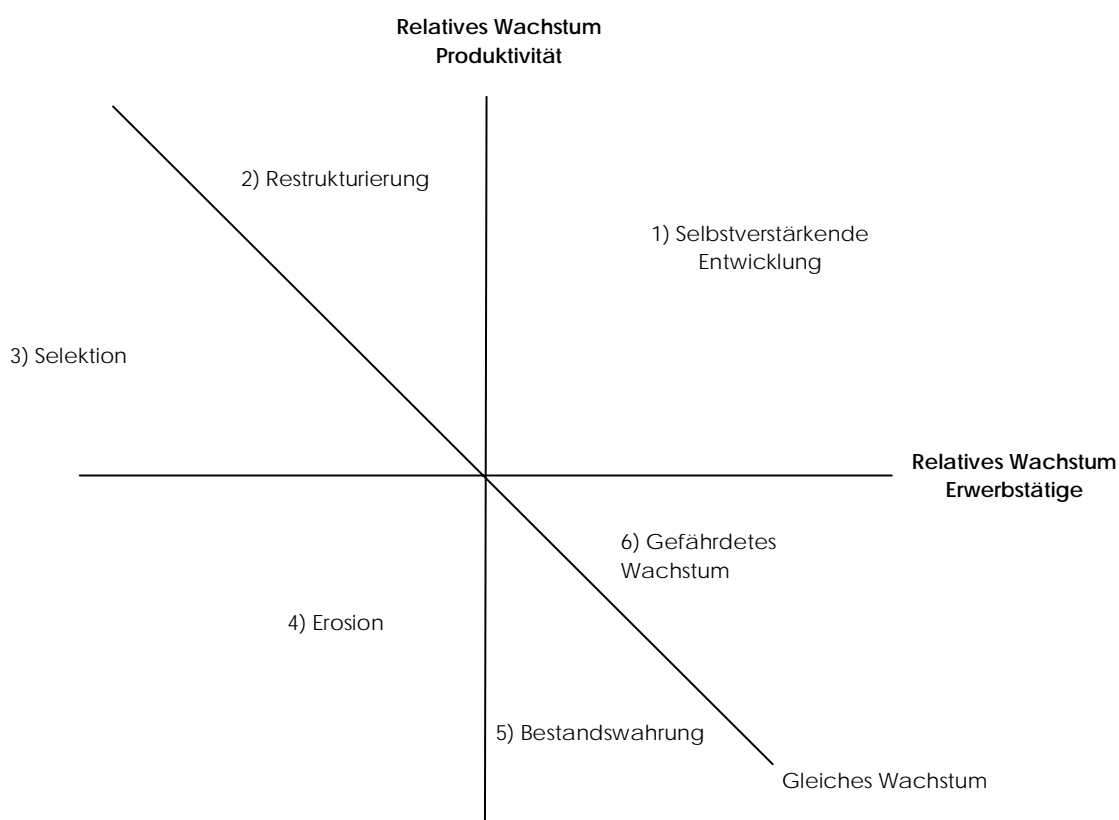 Relatives Wachstum
Produktivität
2) Restrukturierung
1) Selbstverstärkende
Entwicklung
3) Selektion
Relatives Wachstum
Erwerbstätige
6) Gefährdetes
Wachstum
4) Erosion
5) Bestandswahrung
Gleiches Wachstum